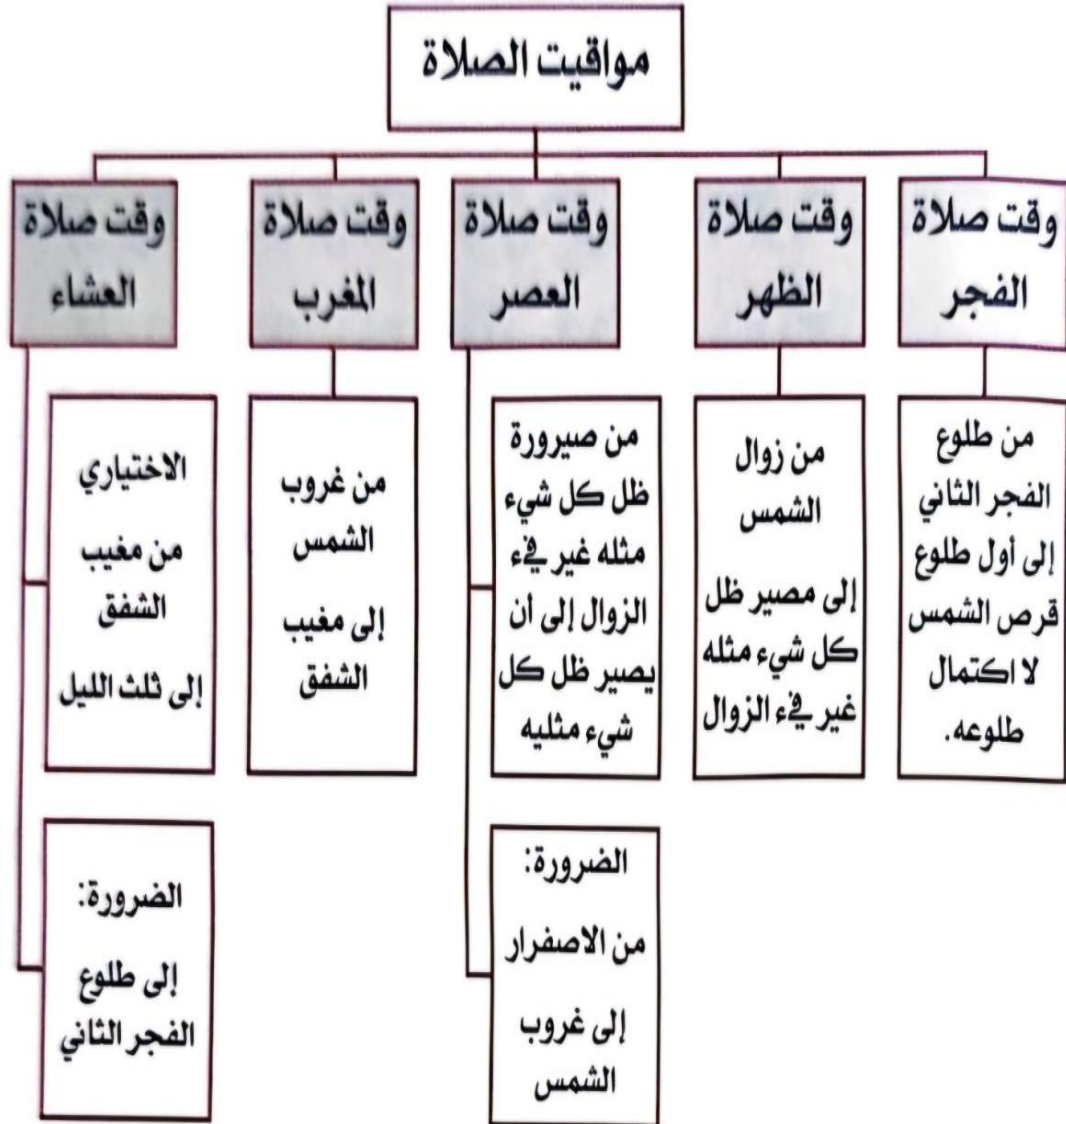 مواقيت الصلاة
وقت صلاة
الفجر
وقت صلاة
الظهر
وقت صلاة
العصر
وقت صلاة
المغرب
وقت صلاة
العشاء
من طلوع
الفجر الثاني
إلى أول طلوع
قرص الشمس
لا اكتمال
طلوعه.
من زوال
الشمس
إلى مصير ظل
كل شيء مثله
غير فيء الزوال
من صيرورة
ظل كل شيء
مثله غير فيء
الزوال إلى أن
يصير ظل كل
شيء مثليه
الضرورة:
من الاصفرار
إلى غروب
الشمس
من غروب
الشمس
إلى مغيب
الشفق
الاختياري
من مغيب
الشفق
إلى ثلث الليل
الضرورة:
إلى طلوع
الفجر الثاني